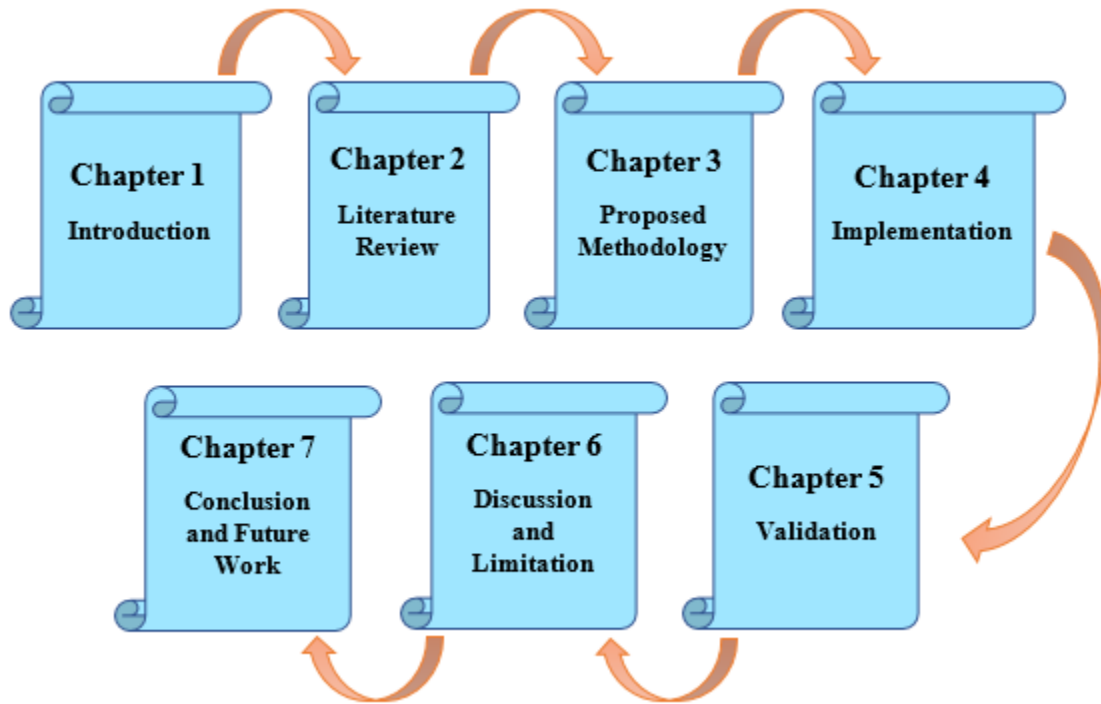 Chapter 1
Introduction
Chapter 2
Literature
Review
Chapter 3
Proposed
Methodology
Chapter 4
Implementation
Chapter 5
Validation
Chapter 6
Discussion
and
Limitation
Chapter 7
Conclusion
and Future
Work